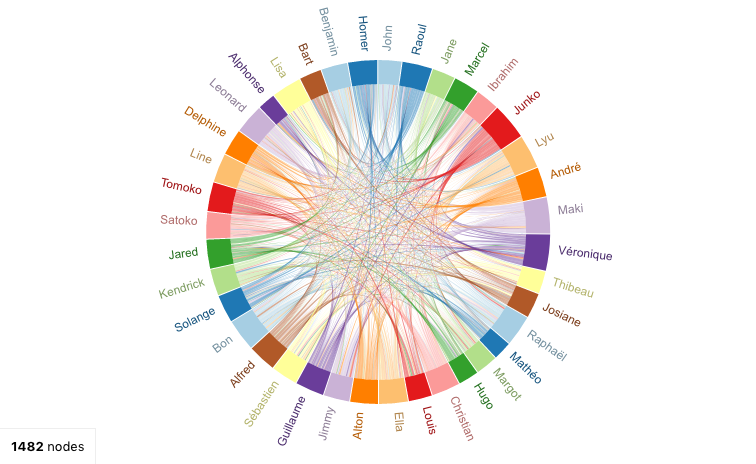 Homer
John
Raoul
Jane
Marcel
Ibrahim
Junko
Lyu
André
Maki
Véronique
Thibeau
Josiane
Raphaël
Mathéo
Margot
Hugo
Christian
Louis
Ella
Alton
Jimmy
Guillaume
Sébastien
Alfred
Bon
Solange
Kendrick
Jared
Satoko
Tomoko
Line
Delphine
Leonard
Alphonse
Lisa
Bart
Benjamin
1482 nodes